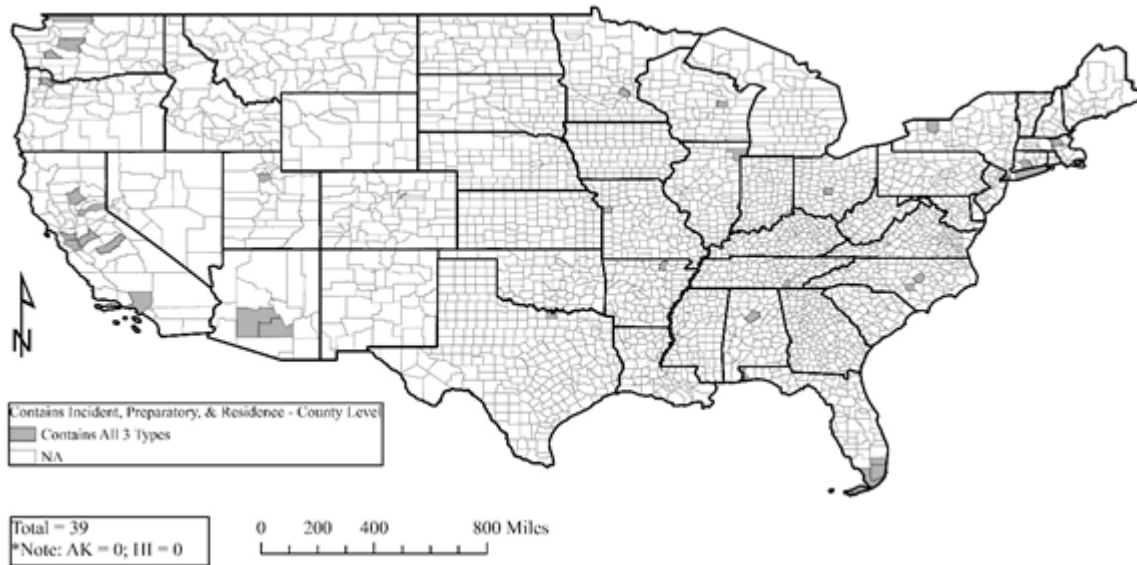 N
Contains Incident, Preparatory, & Residence - County Level
Contains All 3 Types
NA
Total = 39
*Note: AK = 0; HI = 0
0 200 400 800 Miles